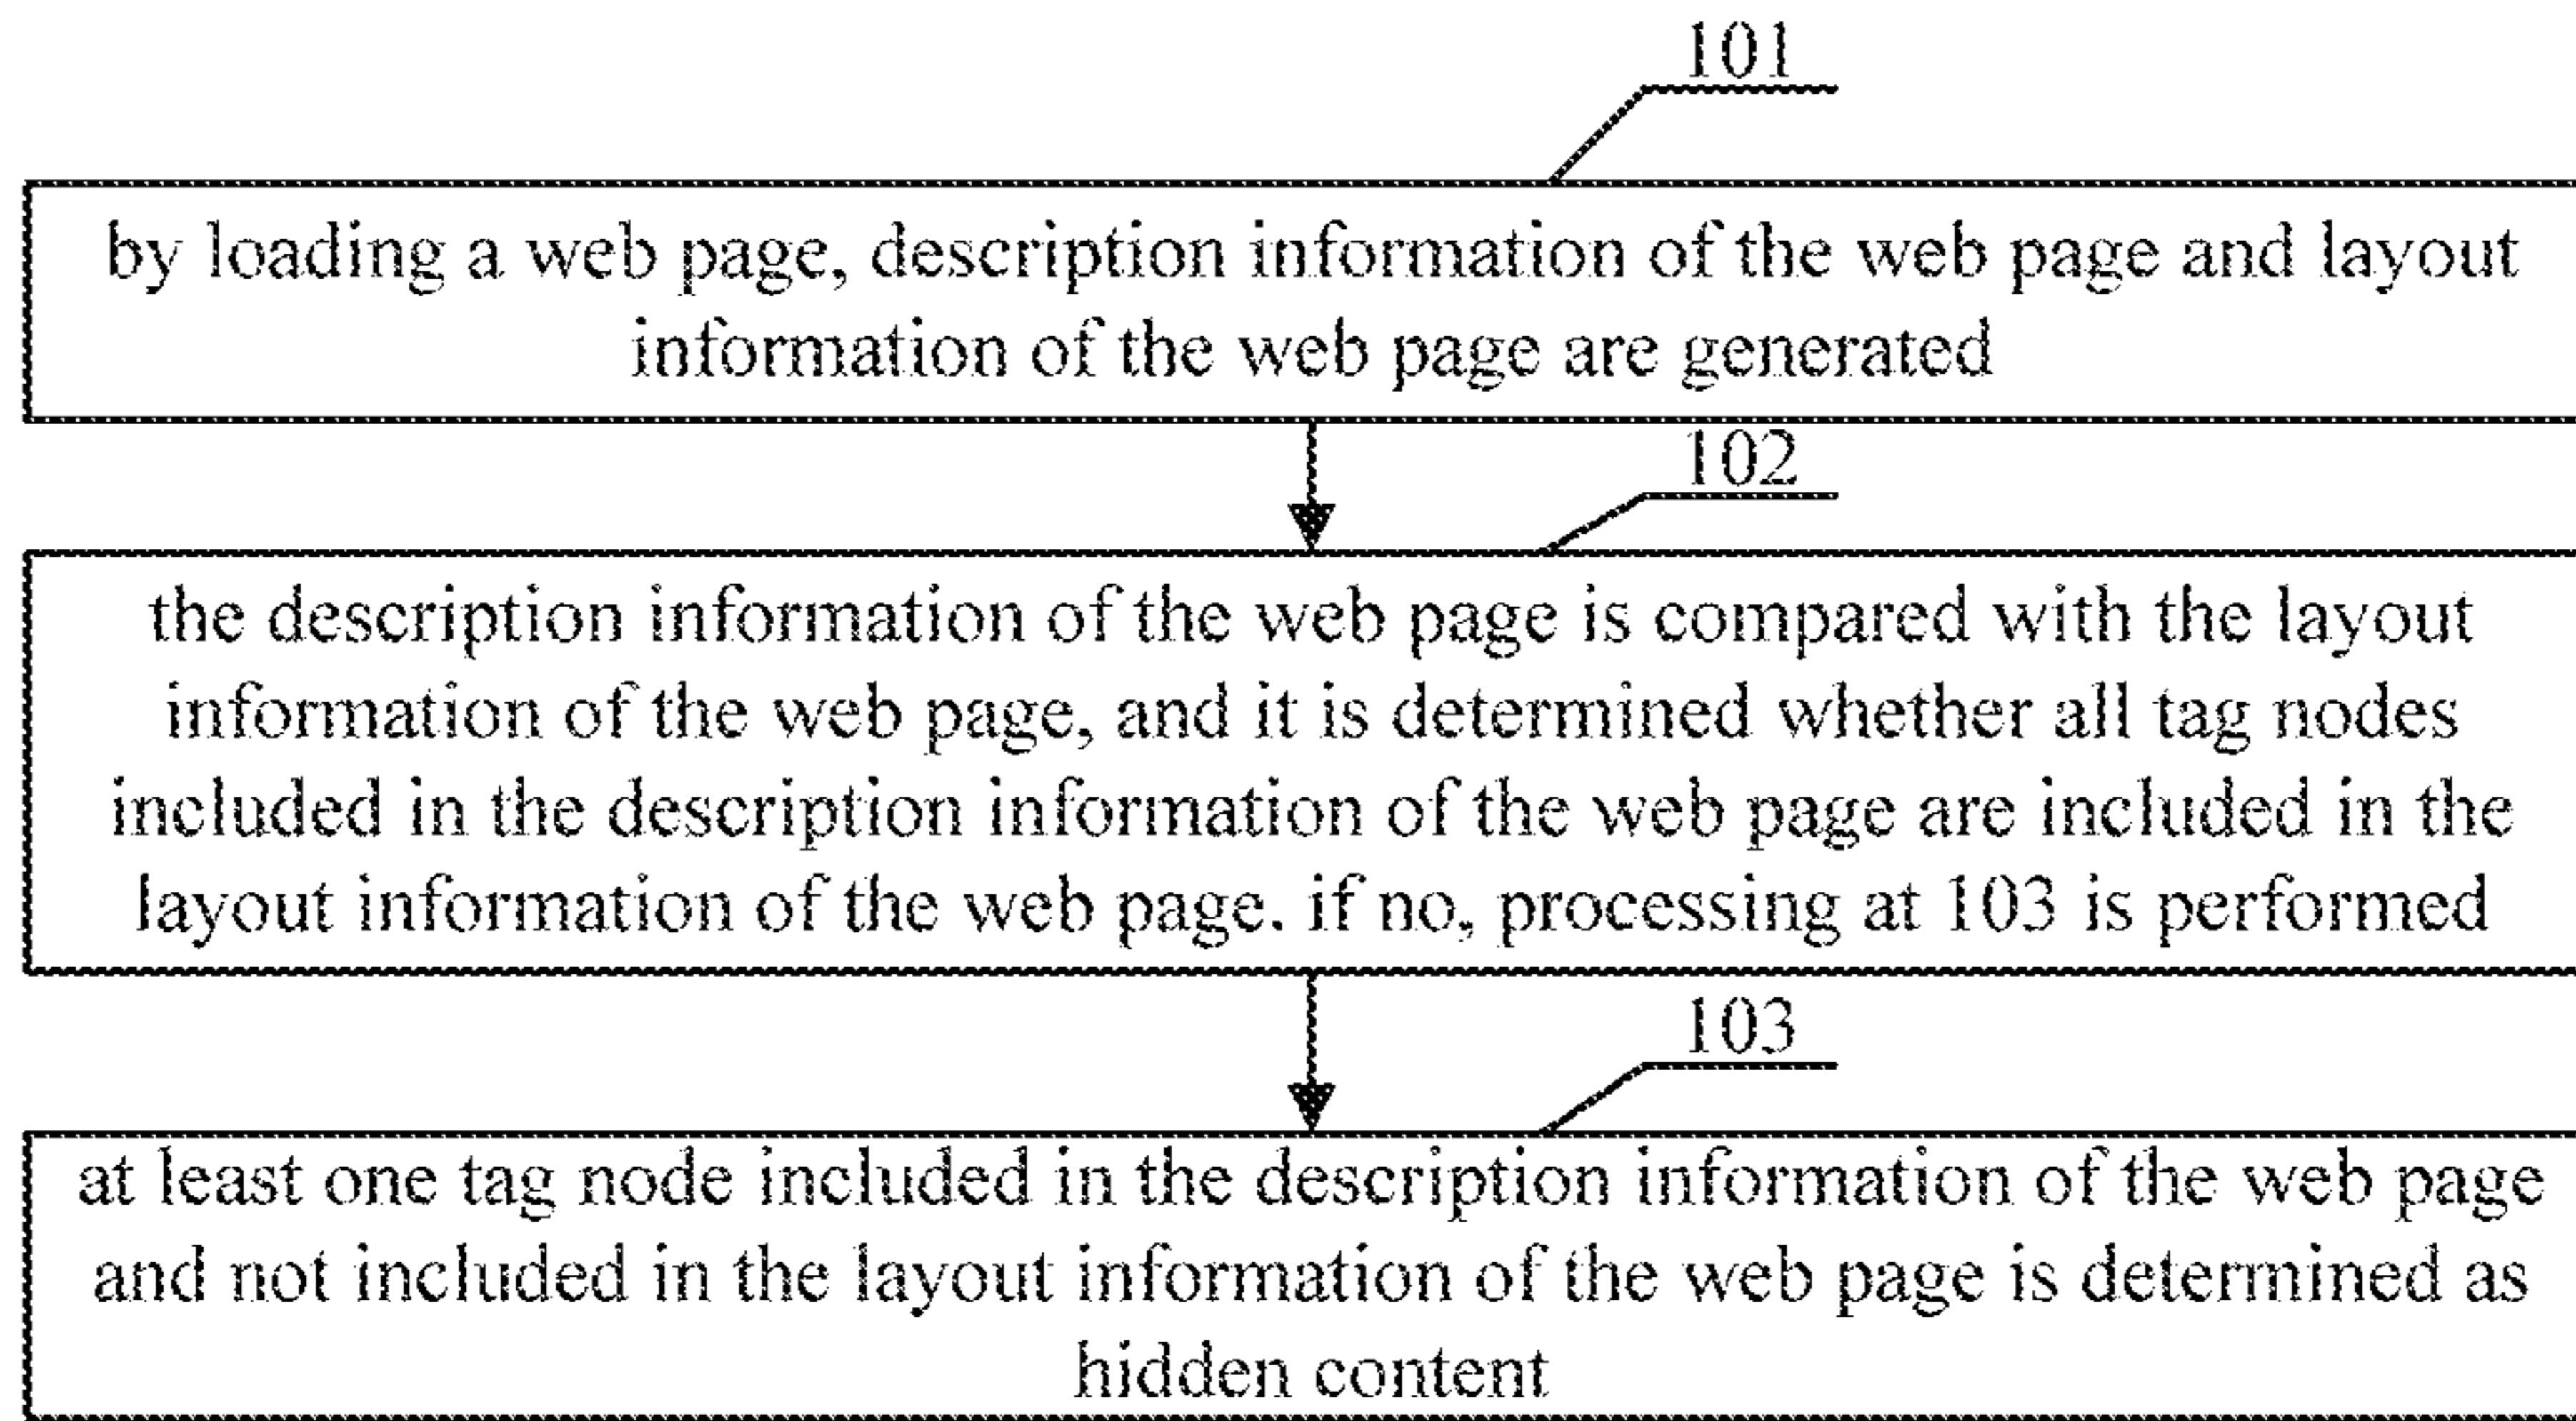 101
by loading a web page, description information of the web page and layout
information of the web page are generated
102
the description information of the web page is compared with the layout
information of the web page, and it is determined whether all tag nodes
included in the description information of the web page are included in the
layout information of the web page. if no, processing at 103 is performed
103
at least one tag node included in the description information of the web page
and not included in the layout information of the web page is determined as
hidden content